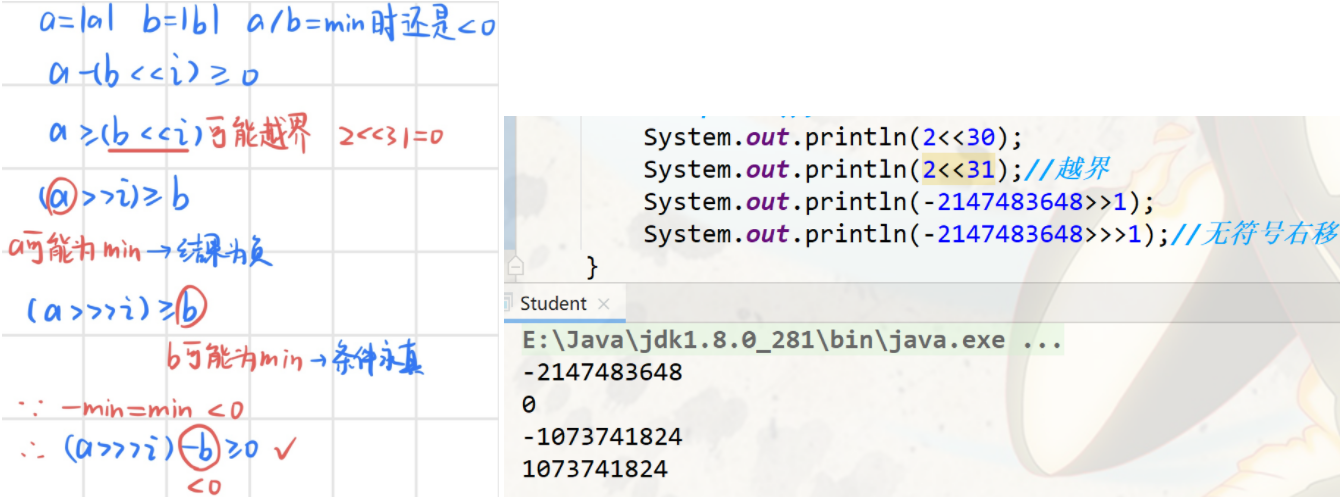 a=|a| b=|b| a/b=min时还是<0
a-(b<<i)≥0
a≥(b<<i)可能越界 2<<31=0
(a>>i)≥b
a可能为min→结果为负
(a>>>i)≥b
b可能为min→条件永真
∵ -min=min<0
∴ (a>>>i)-b≥0 ✓
<0
System.out.println(2<<30);
System.out.println(2<<31);//越界
System.out.println(-2147483648>>1);
System.out.println(-2147483648>>>1);//无符号右移
}
Student ×
E:\Java\jdk1.8.0_281\bin\java.exe ...
-2147483648
0
-1073741824
1073741824